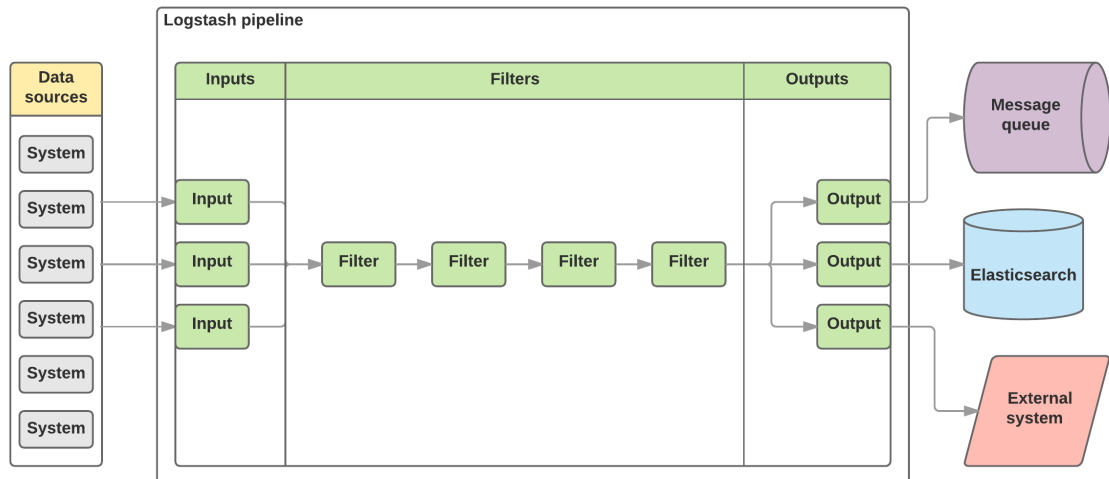 Logstash pipeline
Data
sources
System
System
System
System
System
System
Inputs
Filters
Outputs
Input
Input
Input
Filter
Filter
Filter
Filter
Output
Output
Output
Message
queue
Elasticsearch
External
system